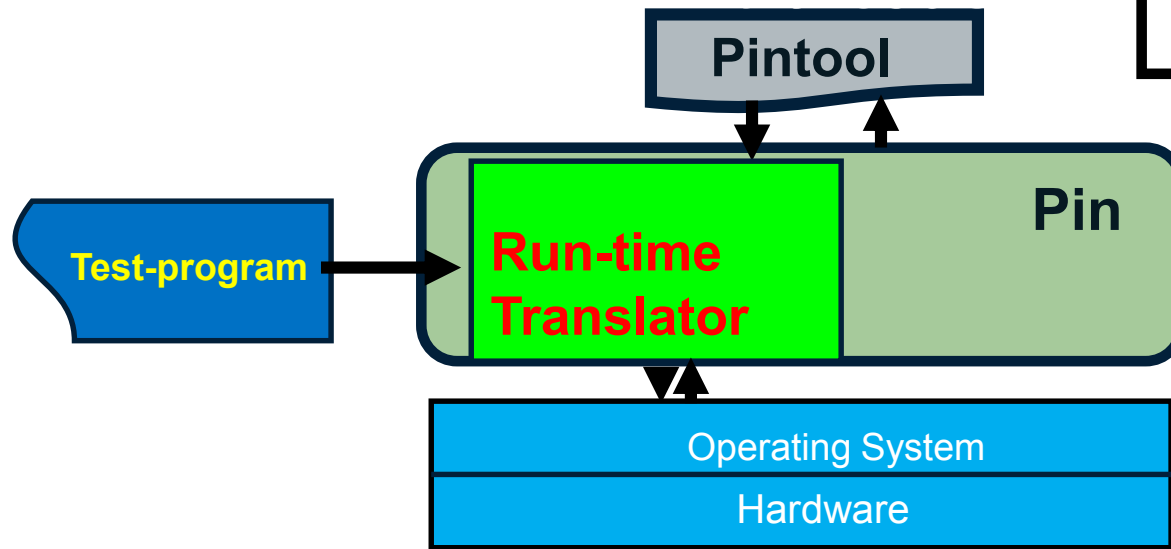 Pintool
Pin
Test-program
Run-time
Translator
Operating System
Hardware